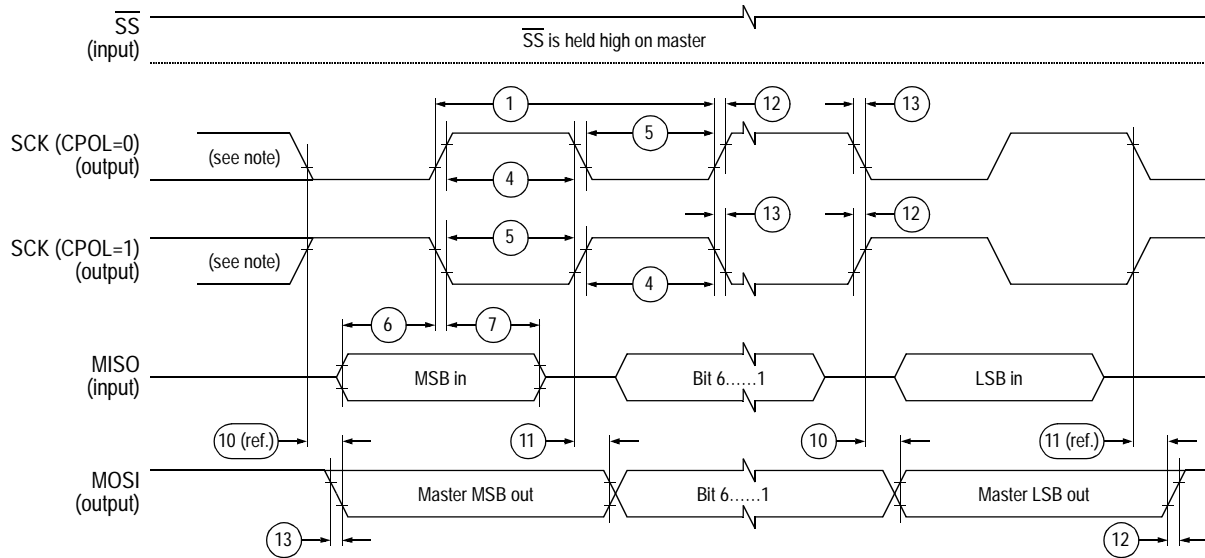 SS
(input)
SS is held high on master
1
12
13
SCK (CPOL=0)
(output)
(see note)
5
4
13
12
SCK (CPOL=1)
(output)
(see note)
5
4
6
7
MISO
(input)
MSB in
Bit 6......1
LSB in
10 (ref.)
11
10
11 (ref.)
MOSI
(output)
Master MSB out
Bit 6......1
Master LSB out
13
12